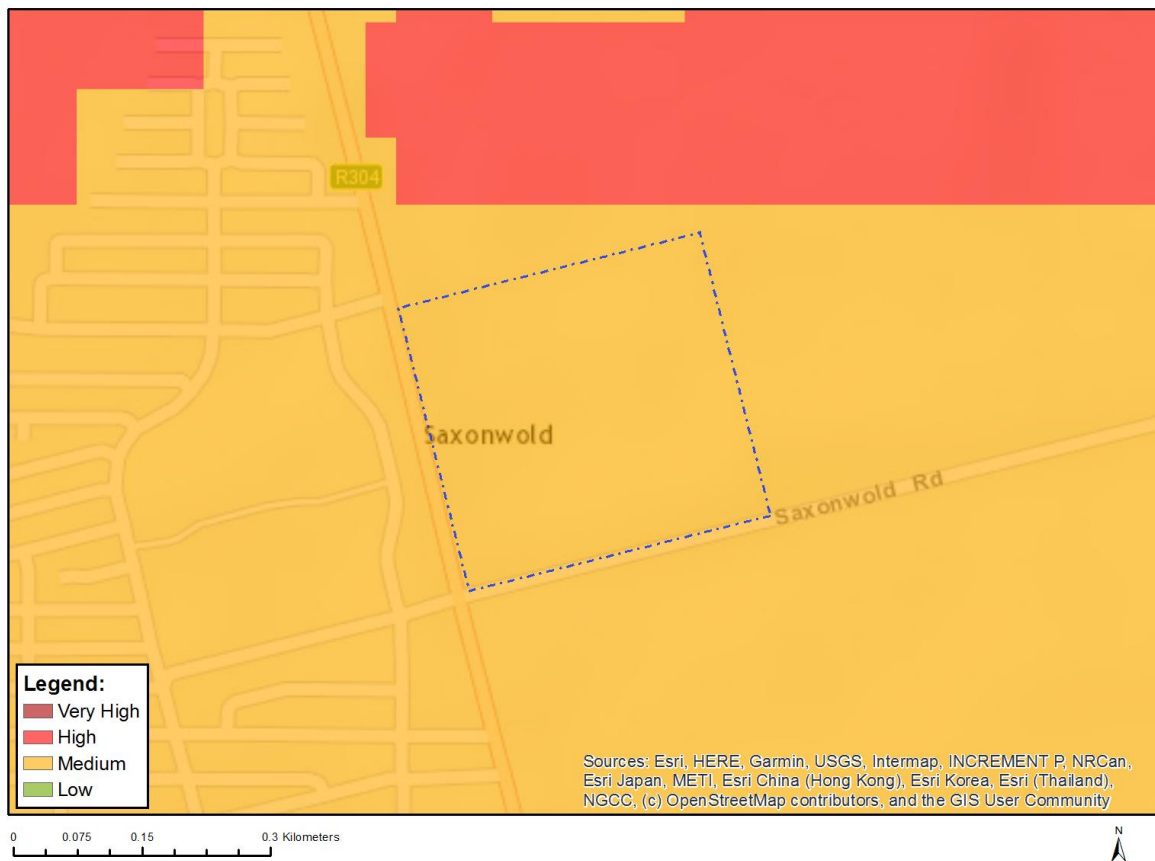 R304
Saxonwold
Saxonwold Rd
Legend:
Very High
High
Medium
Low
Sources: Esri, HERE, Garmin, USGS, Intermap, INCREMENT P, NRCan,
Esri Japan, METI, Esri China (Hong Kong), Esri Korea, Esri (Thailand),
NGCC, (c) OpenStreetMap contributors, and the GIS User Community
0 0.075 0.15 0.3 Kilometers
N